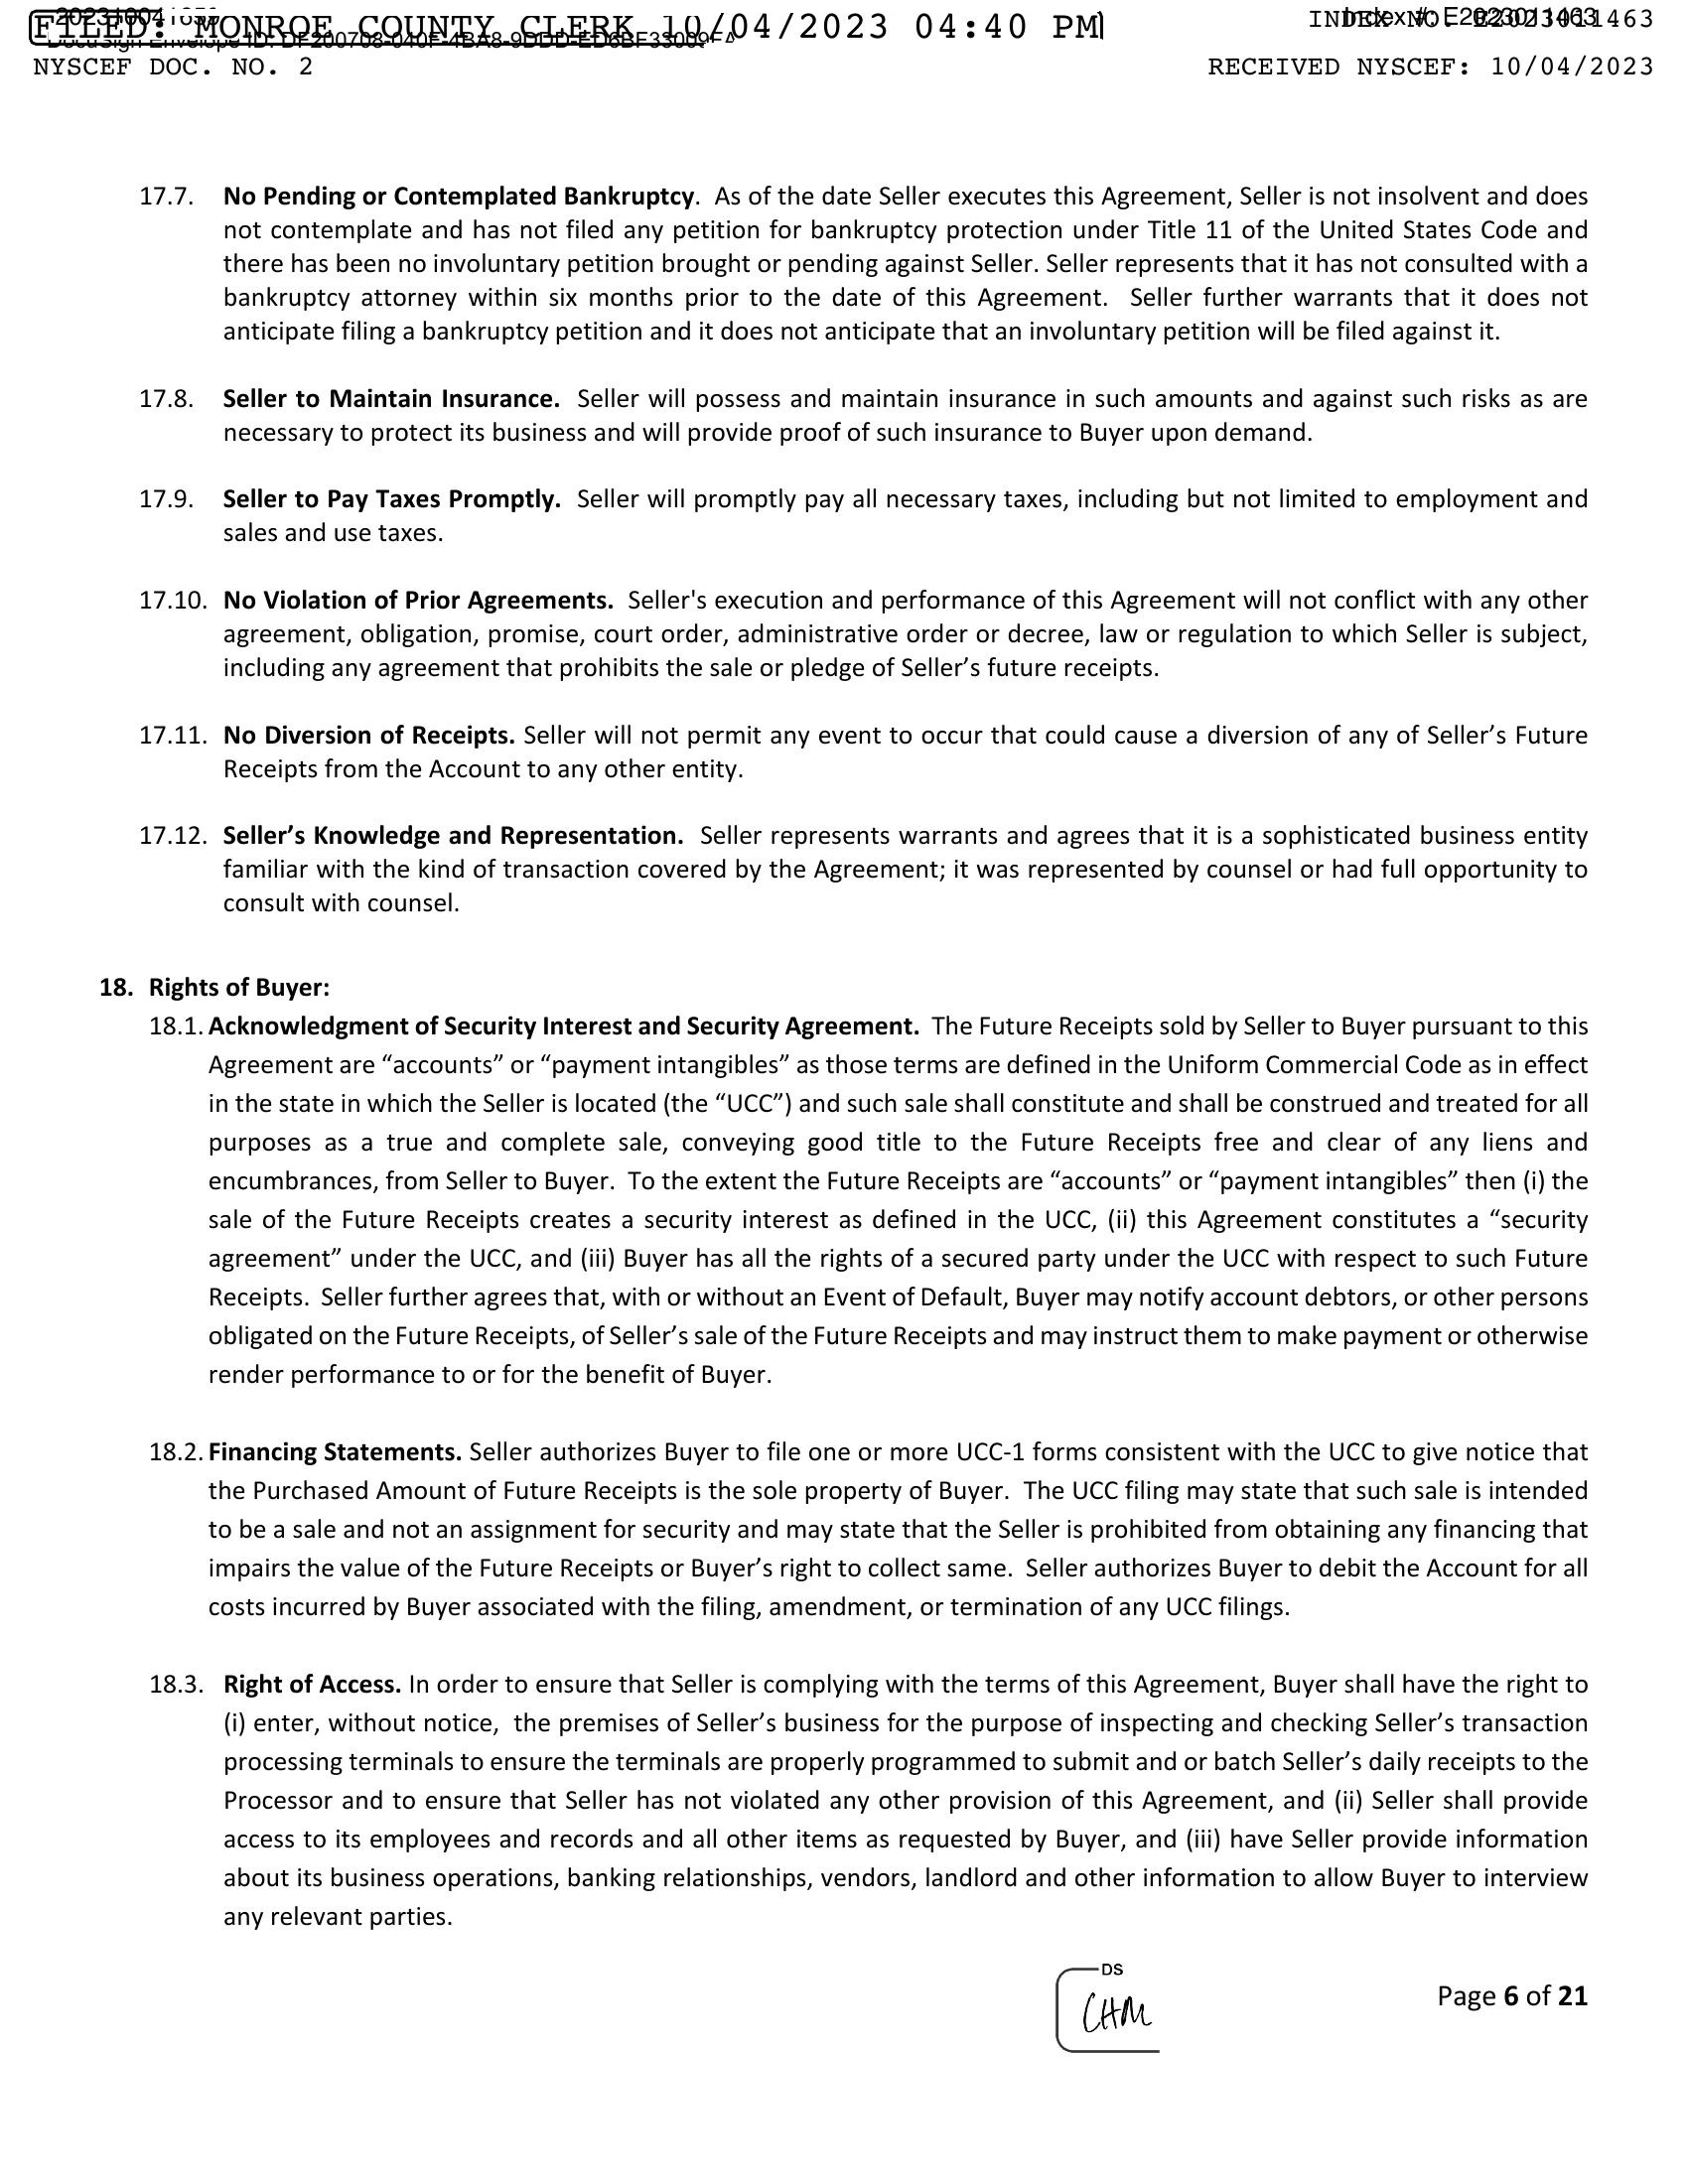 FILED: MONROE COUNTY CLERK 10/04/2023 04:40 PM
INDEX NO. E2023011463
Index #: E2023011463
NYSCEF DOC. NO. 2
RECEIVED NYSCEF: 10/04/2023
17.7. No Pending or Contemplated Bankruptcy. As of the date Seller executes this Agreement, Seller is not insolvent and does
not contemplate and has not filed any petition for bankruptcy protection under Title 11 of the United States Code and
there has been no involuntary petition brought or pending against Seller. Seller represents that it has not consulted with a
bankruptcy attorney within six months prior to the date of this Agreement. Seller further warrants that it does not
anticipate filing a bankruptcy petition and it does not anticipate that an involuntary petition will be filed against it.
17.8. Seller to Maintain Insurance. Seller will possess and maintain insurance in such amounts and against such risks as are
necessary to protect its business and will provide proof of such insurance to Buyer upon demand.
17.9. Seller to Pay Taxes Promptly. Seller will promptly pay all necessary taxes, including but not limited to employment and
sales and use taxes.
17.10. No Violation of Prior Agreements. Seller's execution and performance of this Agreement will not conflict with any other
agreement, obligation, promise, court order, administrative order or decree, law or regulation to which Seller is subject,
including any agreement that prohibits the sale or pledge of Seller’s future receipts.
17.11. No Diversion of Receipts. Seller will not permit any event to occur that could cause a diversion of any of Seller’s Future
Receipts from the Account to any other entity.
17.12. Seller’s Knowledge and Representation. Seller represents warrants and agrees that it is a sophisticated business entity
familiar with the kind of transaction covered by the Agreement; it was represented by counsel or had full opportunity to
consult with counsel.
18. Rights of Buyer:
18.1. Acknowledgment of Security Interest and Security Agreement. The Future Receipts sold by Seller to Buyer pursuant to this
Agreement are “accounts” or “payment intangibles” as those terms are defined in the Uniform Commercial Code as in effect
in the state in which the Seller is located (the “UCC”) and such sale shall constitute and shall be construed and treated for all
purposes as a true and complete sale, conveying good title to the Future Receipts free and clear of any liens and
encumbrances, from Seller to Buyer. To the extent the Future Receipts are “accounts” or “payment intangibles” then (i) the
sale of the Future Receipts creates a security interest as defined in the UCC, (ii) this Agreement constitutes a “security
agreement” under the UCC, and (iii) Buyer has all the rights of a secured party under the UCC with respect to such Future
Receipts. Seller further agrees that, with or without an Event of Default, Buyer may notify account debtors, or other persons
obligated on the Future Receipts, of Seller’s sale of the Future Receipts and may instruct them to make payment or otherwise
render performance to or for the benefit of Buyer.
18.2. Financing Statements. Seller authorizes Buyer to file one or more UCC-1 forms consistent with the UCC to give notice that
the Purchased Amount of Future Receipts is the sole property of Buyer. The UCC filing may state that such sale is intended
to be a sale and not an assignment for security and may state that the Seller is prohibited from obtaining any financing that
impairs the value of the Future Receipts or Buyer’s right to collect same. Seller authorizes Buyer to debit the Account for all
costs incurred by Buyer associated with the filing, amendment, or termination of any UCC filings.
18.3. Right of Access. In order to ensure that Seller is complying with the terms of this Agreement, Buyer shall have the right to
(i) enter, without notice, the premises of Seller’s business for the purpose of inspecting and checking Seller’s transaction
processing terminals to ensure the terminals are properly programmed to submit and or batch Seller’s daily receipts to the
Processor and to ensure that Seller has not violated any other provision of this Agreement, and (ii) Seller shall provide
access to its employees and records and all other items as requested by Buyer, and (iii) have Seller provide information
about its business operations, banking relationships, vendors, landlord and other information to allow Buyer to interview
any relevant parties.
DS
CHM
Page 6 of 21